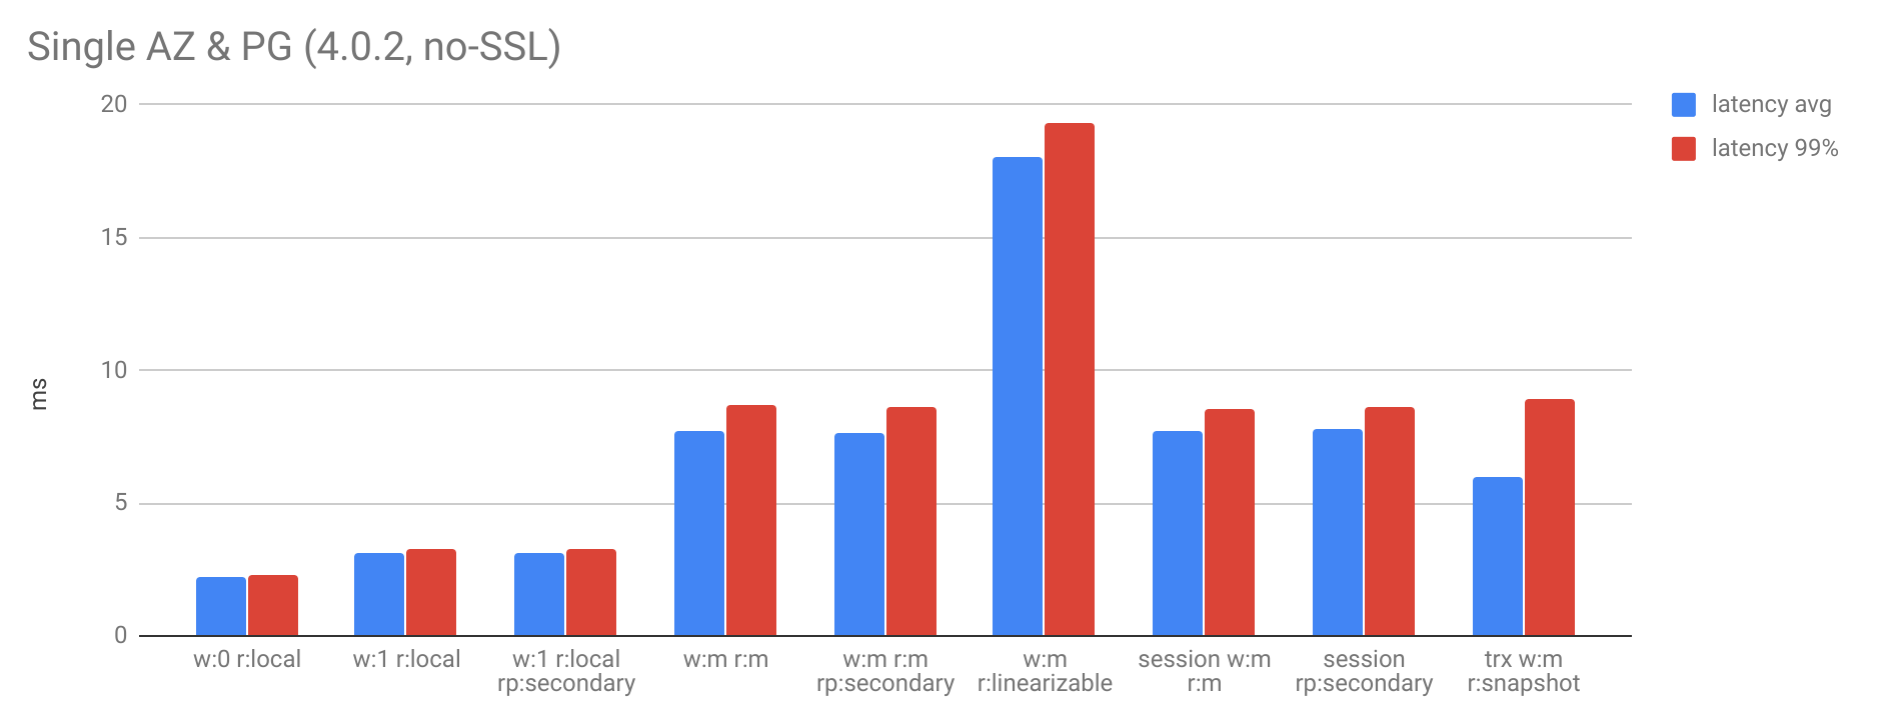 Single AZ & PG (4.0.2, no-SSL)
latency avg
latency 99%
20
15
10
5
0
ms
w:0 r:local
w:1 r:local
w:1 r:local
rp:secondary
w:m r:m
w:m r:m
rp:secondary
w:m
r:linearizable
session w:m
r:m
session
rp:secondary
trx w:m
r:snapshot